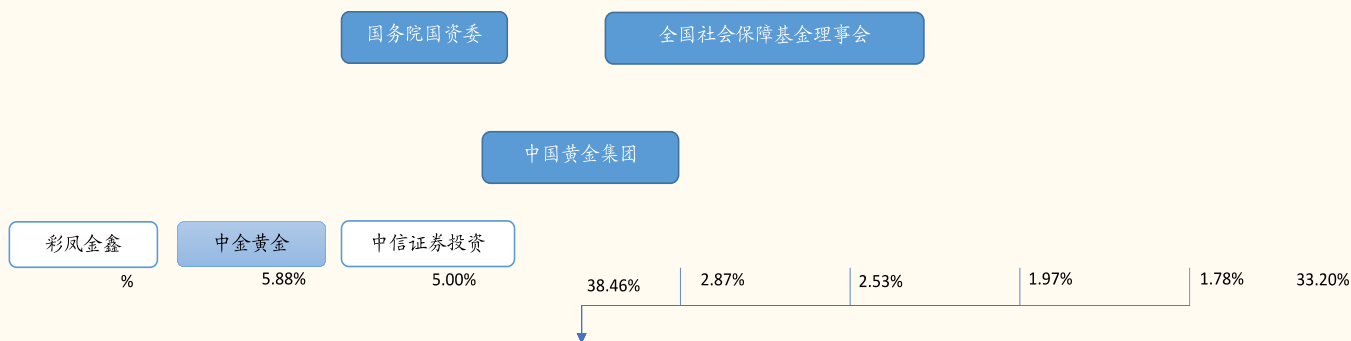 国务院国资委
全国社会保障基金理事会
中国黄金集团
彩凤金鑫
中金黄金
中信证券投资
%
5.88%
5.00%
38.46%
2.87%
2.53%
1.97%
1.78%
33.20%